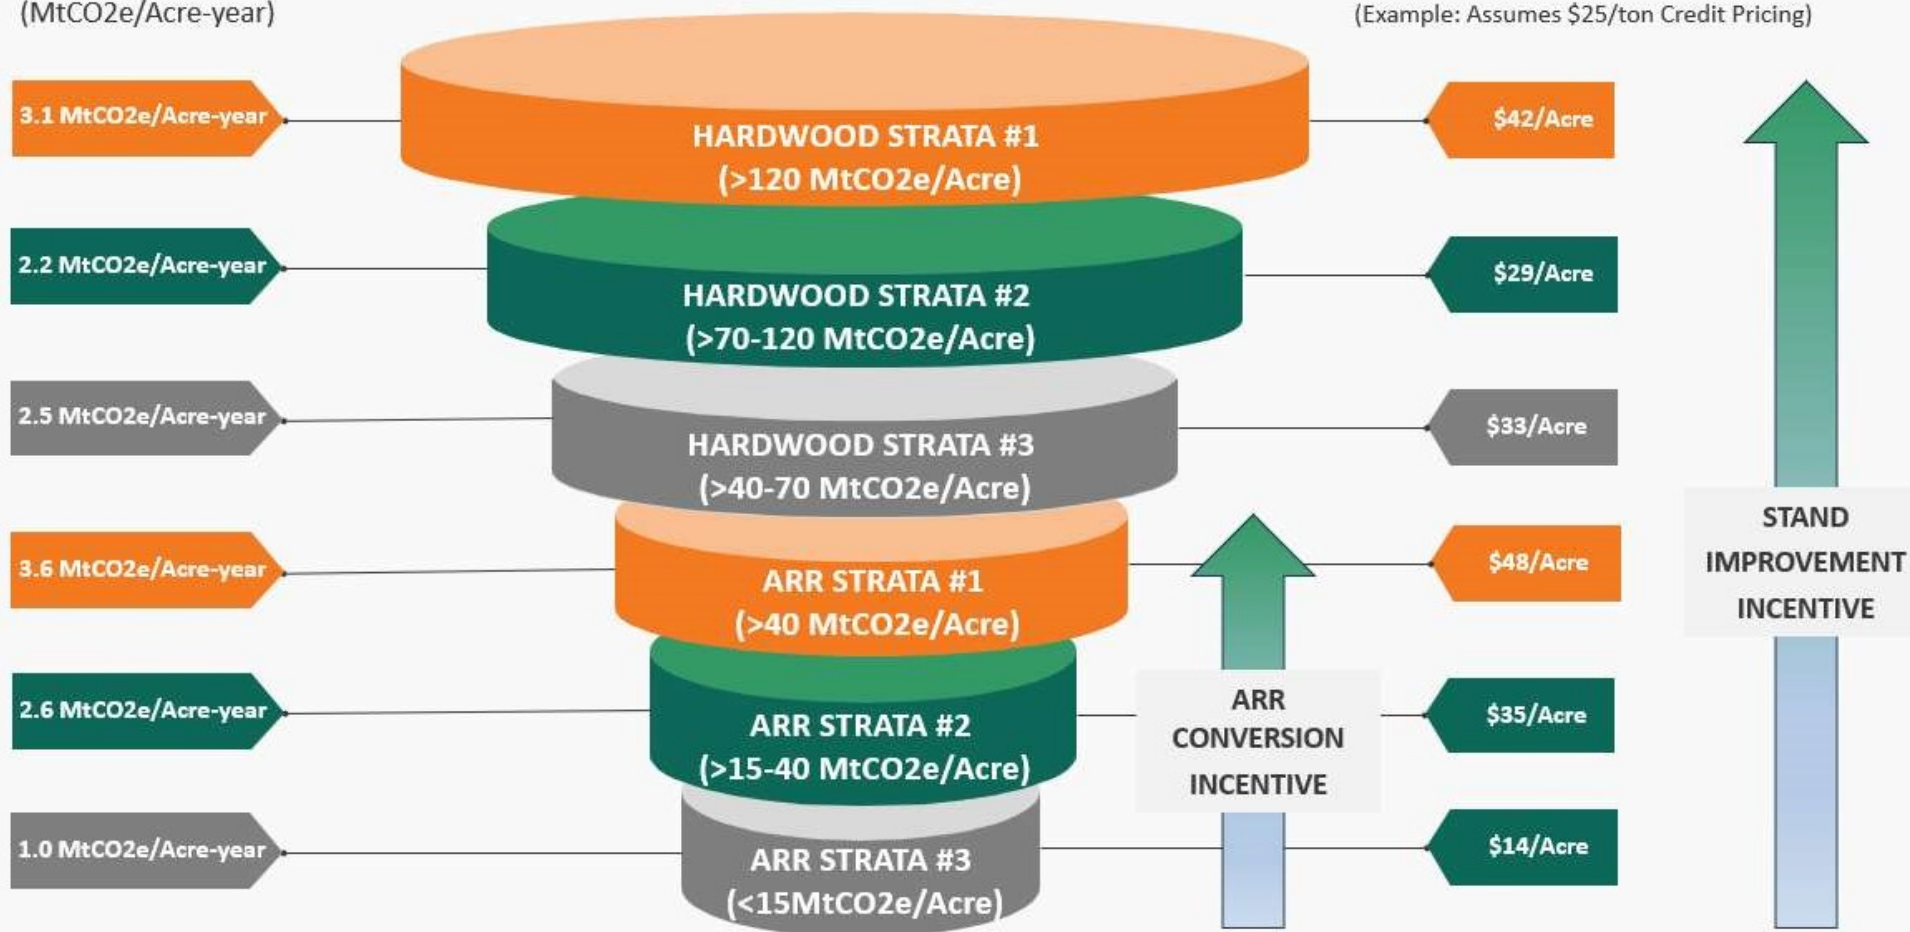 (MtCO2e/Acre-year)
(Example: Assumes $25/ton Credit Pricing)
3.1 MtCO2e/Acre-year
HARDWOOD STRATA #1
(>120 MtCO2e/Acre)
$42/Acre
2.2 MtCO2e/Acre-year
HARDWOOD STRATA #2
(>70-120 MtCO2e/Acre)
$29/Acre
2.5 MtCO2e/Acre-year
HARDWOOD STRATA #3
(>40-70 MtCO2e/Acre)
$33/Acre
3.6 MtCO2e/Acre-year
ARR STRATA #1
(>40 MtCO2e/Acre)
$48/Acre
2.6 MtCO2e/Acre-year
ARR STRATA #2
(>15-40 MtCO2e/Acre)
$35/Acre
1.0 MtCO2e/Acre-year
ARR STRATA #3
(<15MtCO2e/Acre)
$14/Acre
ARR
CONVERSION
INCENTIVE
STAND
IMPROVEMENT
INCENTIVE